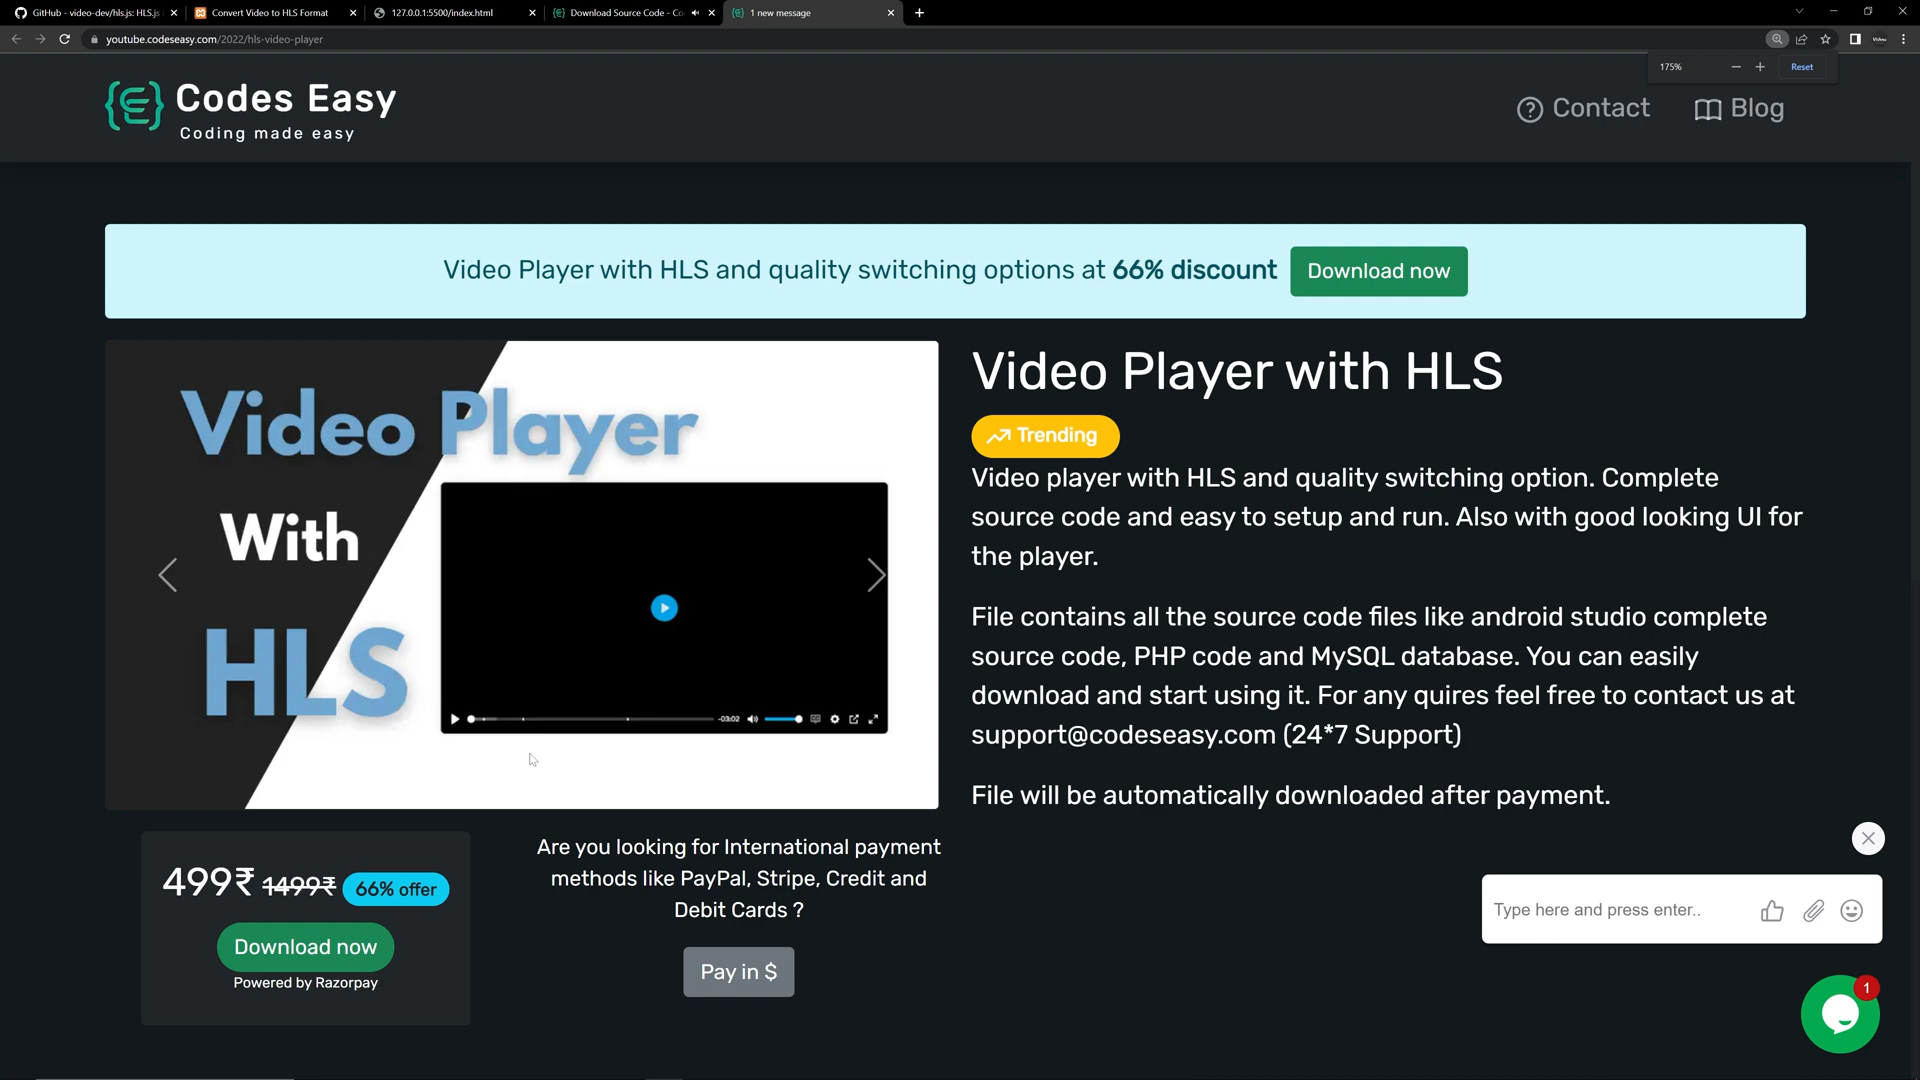 GitHub - video-dev/hls.js: HLS.js
Convert Video to HLS Format
127.0.0.1:5500/index.html
Download Source Code - Co
1 new message
youtube.codeseasy.com/2022/hls-video-player
175%
Reset
Codes Easy
Coding made easy
Contact
Blog
Video Player with HLS and quality switching options at 66% discount
Download now
Video Player
With
HLS
-03:02
Video Player with HLS
Trending
Video player with HLS and quality switching option. Complete
source code and easy to setup and run. Also with good looking UI for
the player.
File contains all the source code files like android studio complete
source code, PHP code and MySQL database. You can easily
download and start using it. For any quires feel free to contact us at
support@codeseasy.com (24*7 Support)
File will be automatically downloaded after payment.
499₹ 1499₹ 66% offer
Download now
Powered by Razorpay
Are you looking for International payment
methods like PayPal, Stripe, Credit and
Debit Cards ?
Pay in $
Type here and press enter..
1